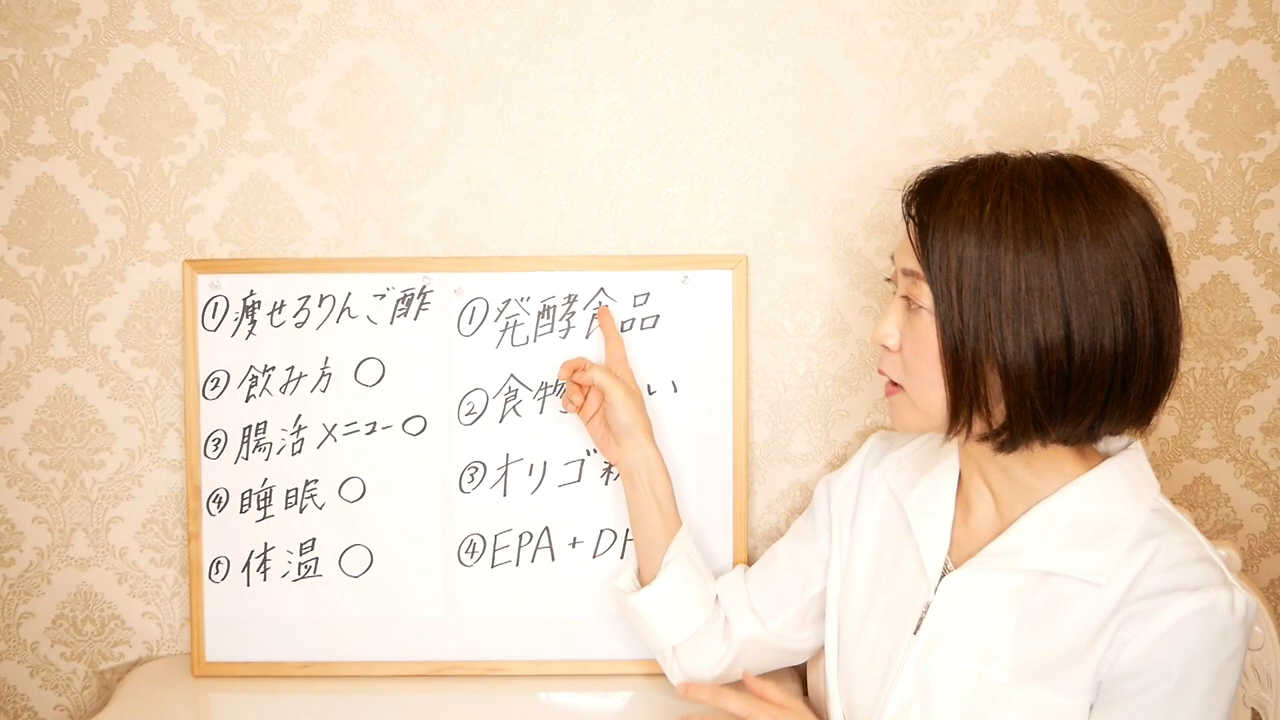 ①痩せるりんご酢
②飲み方 ○
③腸活メニュー○
④睡眠 ○
⑤体温 ○
①発酵食品
②食物 い
③オリゴ
④EPA+D